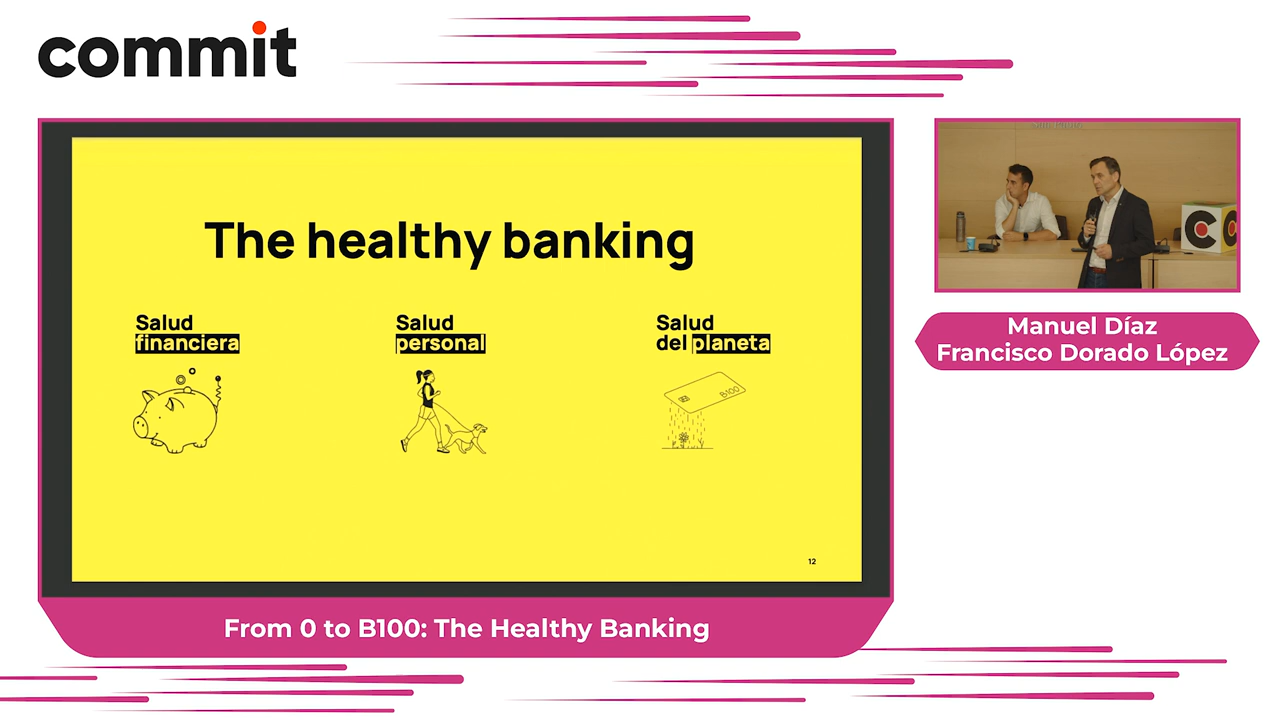 commit
The healthy banking
Salud
financiera
Salud
personal
Salud
del planeta
B100
12
From 0 to B100: The Healthy Banking
Manuel Díaz
Francisco Dorado López